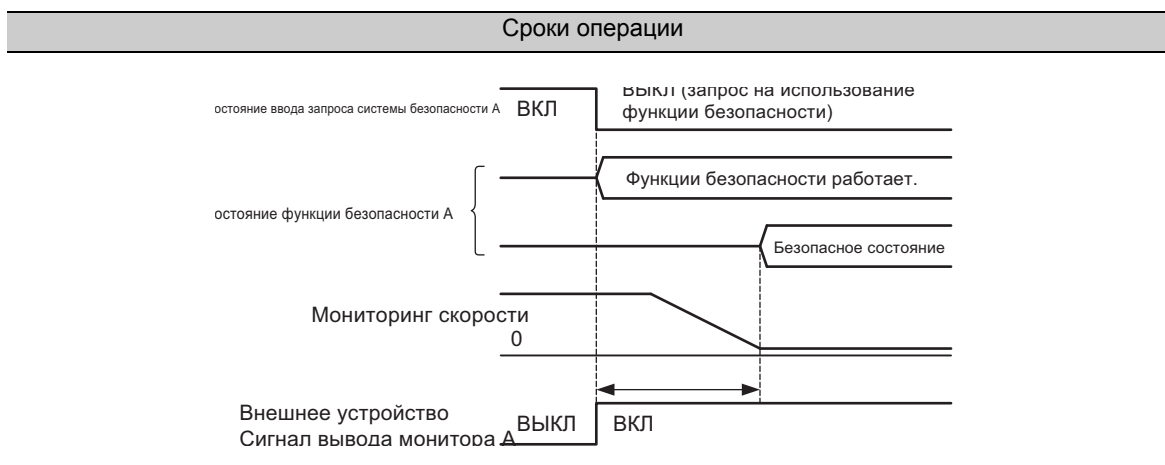 Сроки операции
остояние ввода запроса системы безопасности А
ВКЛ
ВЫКЛ (запрос на использование
функции безопасности)
Функции безопасности работает.
остояние функции безопасности А
Безопасное состояние
Мониторинг скорости
0
Внешнее устройство
Сигнал вывода монитора А
ВЫКЛ
ВКЛ